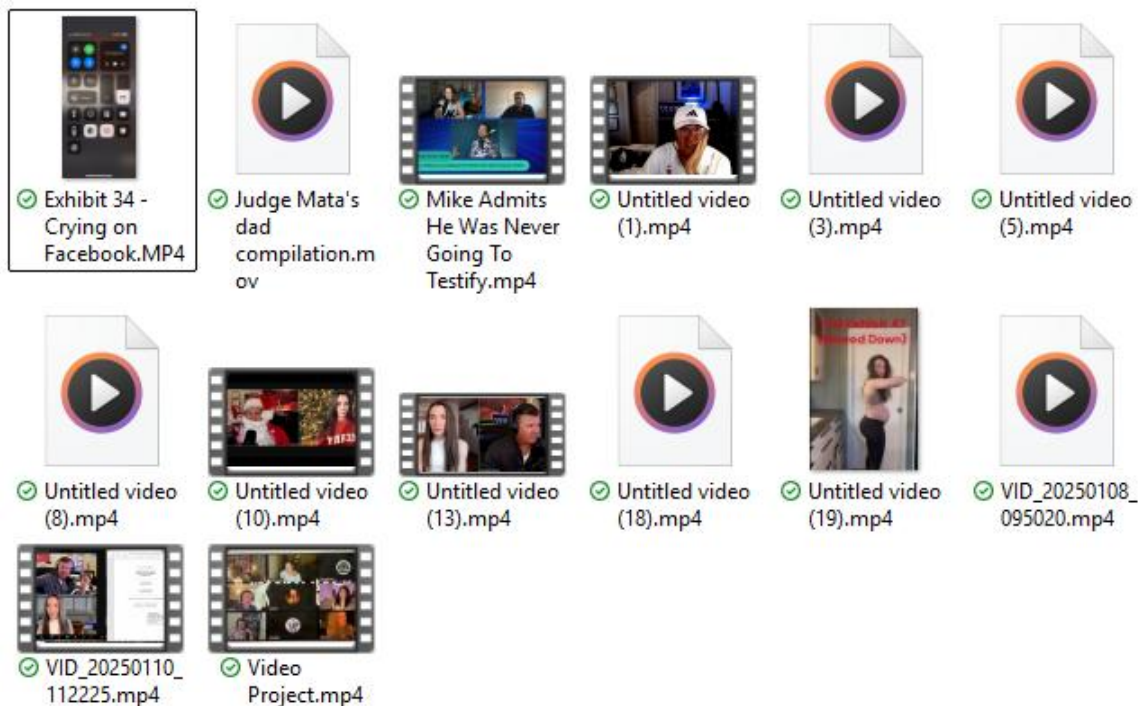 Exhibit 34 -
Crying on
Facebook.MP4
Judge Mata's
dad
compilation.m
ov
Mike Admits
He Was Never
Going To
Testify.mp4
Untitled video
(1).mp4
Untitled video
(3).mp4
Untitled video
(5).mp4
Untitled video
(8).mp4
Untitled video
(10).mp4
Untitled video
(13).mp4
Untitled video
(18).mp4
Down)
Untitled video
(19).mp4
VID_20250108_
095020.mp4
VID_20250110_
112225.mp4
Video
Project.mp4